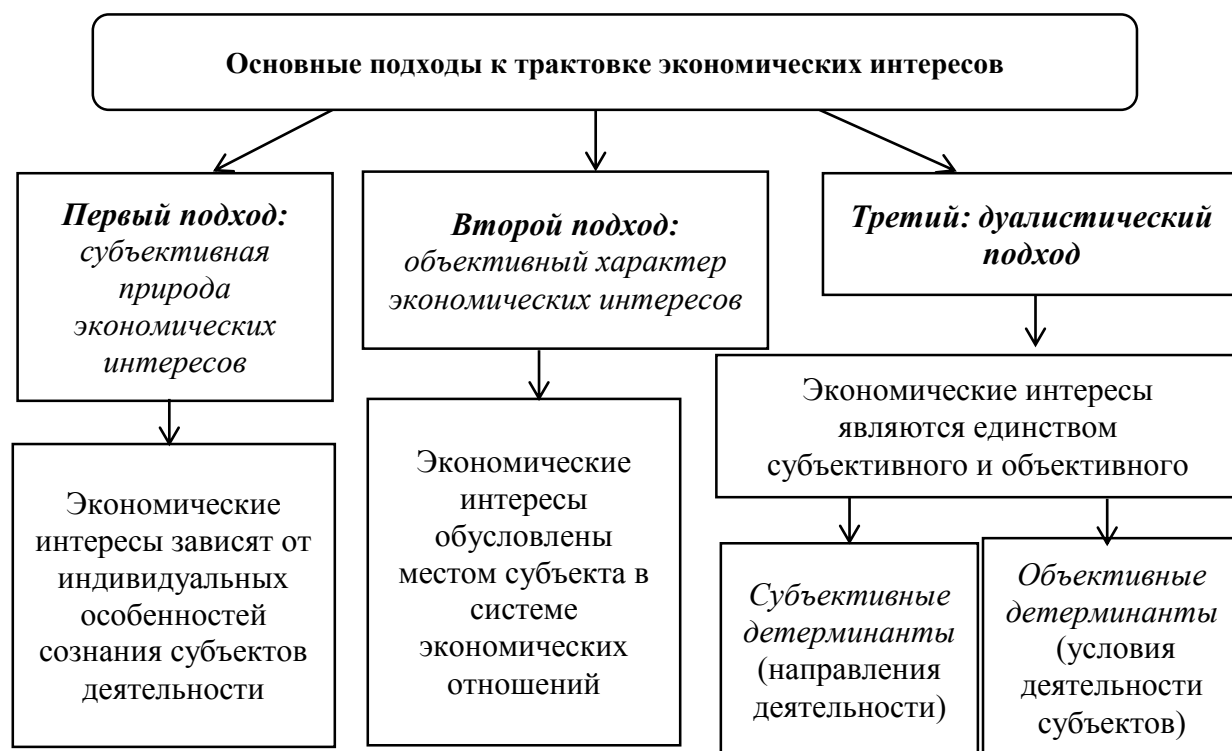 Основные подходы к трактовке экономических интересов
Первый подход:
субъективная
природа
экономических
интересов
Второй подход:
объективный характер
экономических интересов
Третий: дуалистический
подход
Экономические
интересы зависят от
индивидуальных
особенностей
сознания субъектов
деятельности
Экономические
интересы
обусловлены
местом субъекта в
системе
экономических
отношений
Экономические интересы
являются единством
субъективного и объективного
Субъективные
детерминанты
(направления
деятельности)
Объективные
детерминанты
(условия
деятельности
субъектов)